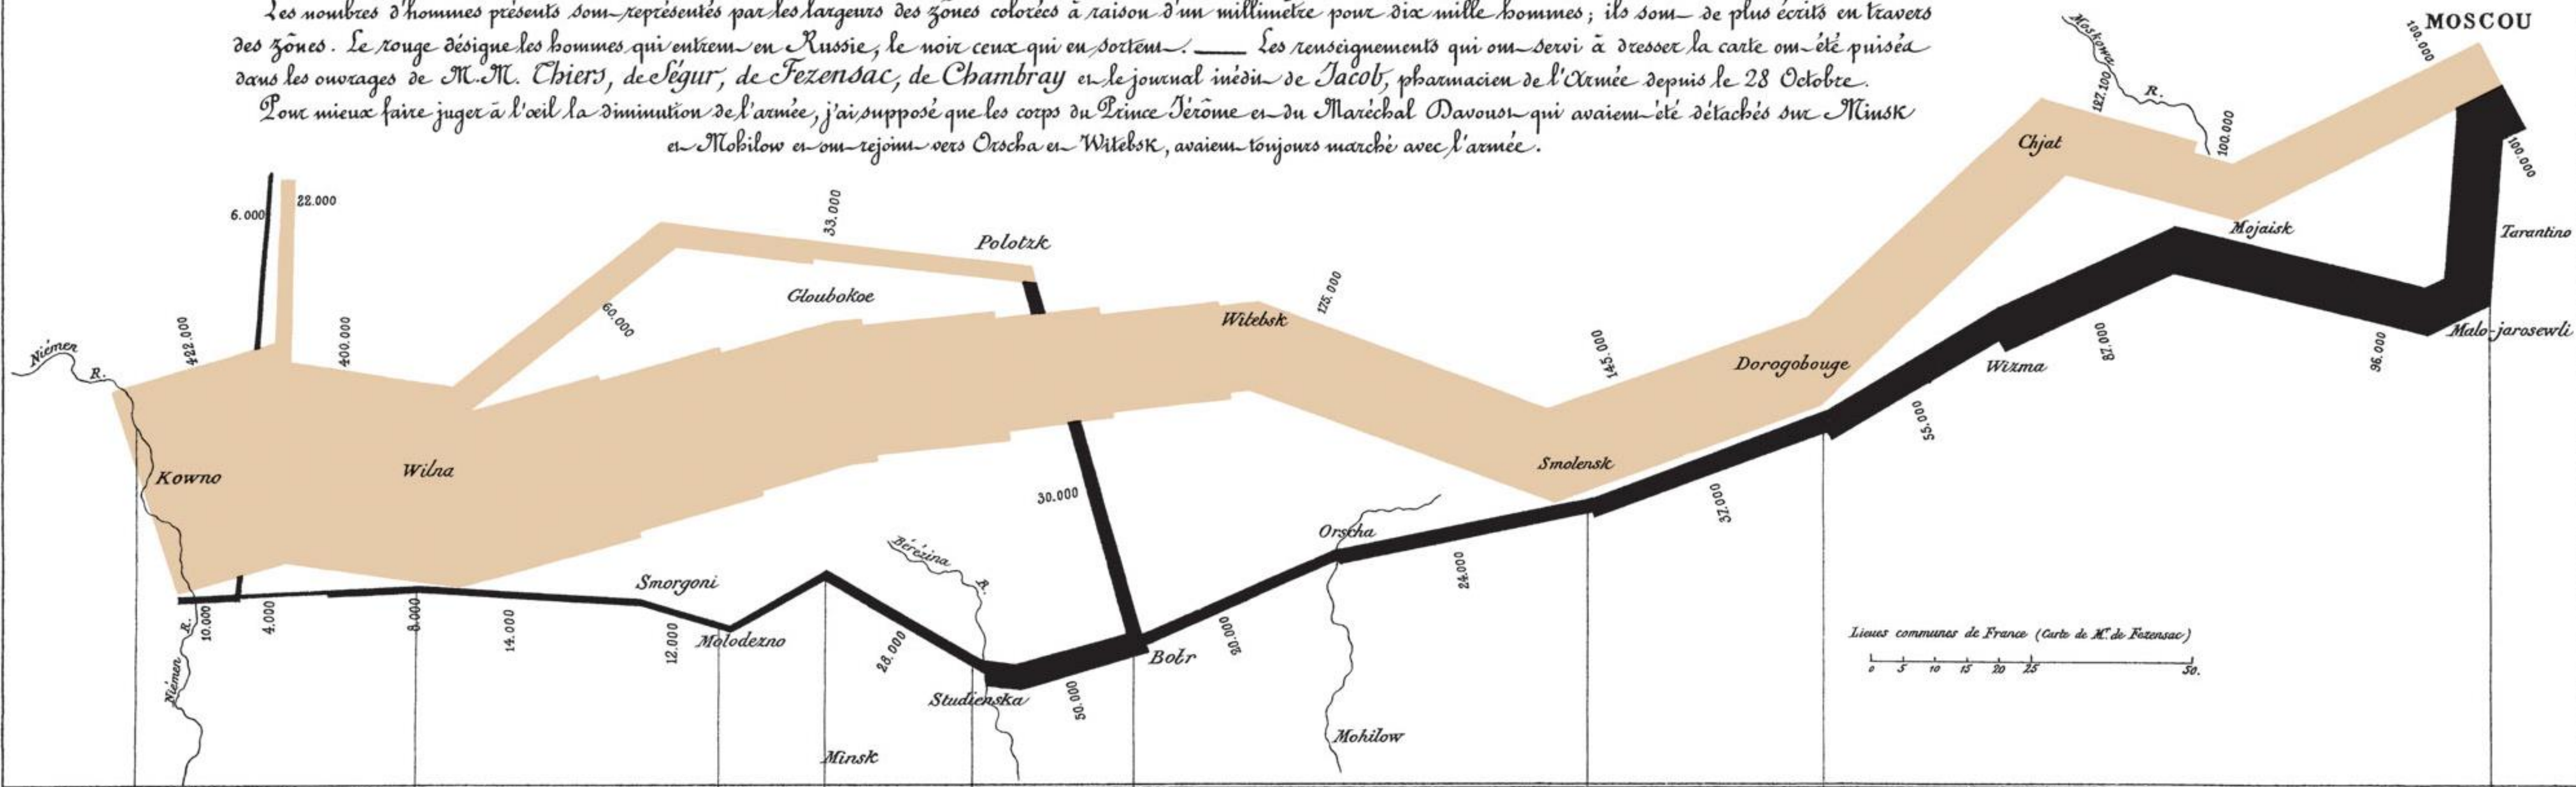 Les nombres d'hommes présents sont représentés par les largeurs des zônes colorées à raison d'un millimètre pour dix mille hommes; ils sont de plus écrits en travers
des zônes. Le rouge désigne les hommes qui entrent en Russie, le noir ceux qui en sortent. — Les renseignements qui ont servi à dresser la carte ont été puisés
dans les ouvrages de M.M. Thiers, de Ségur, de Fezensac, de Chambray et le journal inédit de Jacob, pharmacien de l'Armée depuis le 28 Octobre.
Pour mieux faire juger à l'œil la diminution de l'armée, j'ai supposé que les corps du Prince Jérôme et du Maréchal Davoust qui avaient été détachés sur Minsk
et Mohilow et ont rejoint vers Orscha et Witebsk, avaient toujours marché avec l'armée.
MOSCOU
100.000
Moskowa
R.
127.100
100.000
Chjat
100.000
Mojaisk
Tarantino
6.000
22.000
33.000
Polotzk
Gloubokoe
60.000
175.000
Witebsk
422.000
400.000
Niémen
R.
145.000
Dorogobouge
Wizma
87.000
96.000
Malo-jarosewli
55.000
Kowno
Wilna
Smolensk
30.000
37.000
Orscha
24.000
Bérézina
R.
Smorgoni
10.000
4.000
8.000
14.000
12.000
Molodezno
28.000
20.000
Bobr
R.
Niémen
Studienska
50.000
Minsk
Mohilow
Lieues communes de France (Carte de Mr. de Fezensac)
0 5 10 15 20 25 50.